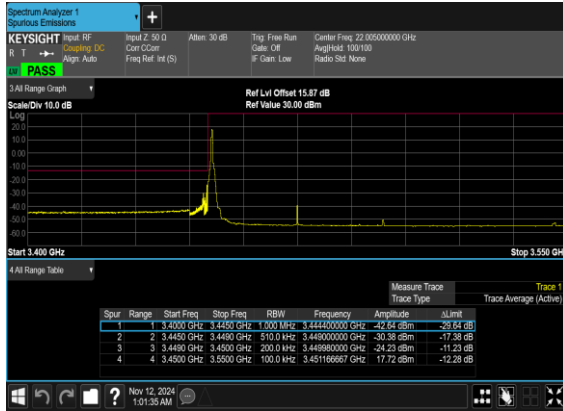 Spectrum Analyzer 1
Spurious Emissions
+
KEYSIGHT Input: RF Input Z: 50 Ω Atten: 30 dB Trig: Free Run Center Freq: 22.005000000 GHz
R T Coupling: DC Corr CCorr Gate: Off Avg|Hold: 100/100
Align: Auto Freq Ref: Int (S) IF Gain: Low Radio Std: None
PASS
3 All Range Graph
Ref Lvl Offset 15.87 dB
Scale/Div 10.0 dB Ref Value 30.00 dBm
Log
20.0
10.0
0.00
-10.0
-20.0
-30.0
-40.0
-50.0
-60.0
Start 3.400 GHz Stop 3.550 GH
4 All Range Table
Measure Trace Trace 1
Trace Type Trace Average (Active)
Spur Range Start Freq Stop Freq RBW Frequency Amplitude ΔLimit
1 1 3.4000 GHz 3.4450 GHz 1.000 MHz 3.444400000 GHz -42.64 dBm -29.64 dB
2 2 3.4450 GHz 3.4490 GHz 510.0 kHz 3.449000000 GHz -30.38 dBm -17.38 dB
3 3 3.4490 GHz 3.4500 GHz 200.0 kHz 3.449980000 GHz -24.23 dBm -11.23 dB
4 4 3.4500 GHz 3.5500 GHz 100.0 kHz 3.451166667 GHz 17.72 dBm -12.28 dB
? Nov 12, 2024
1:01:35 AM